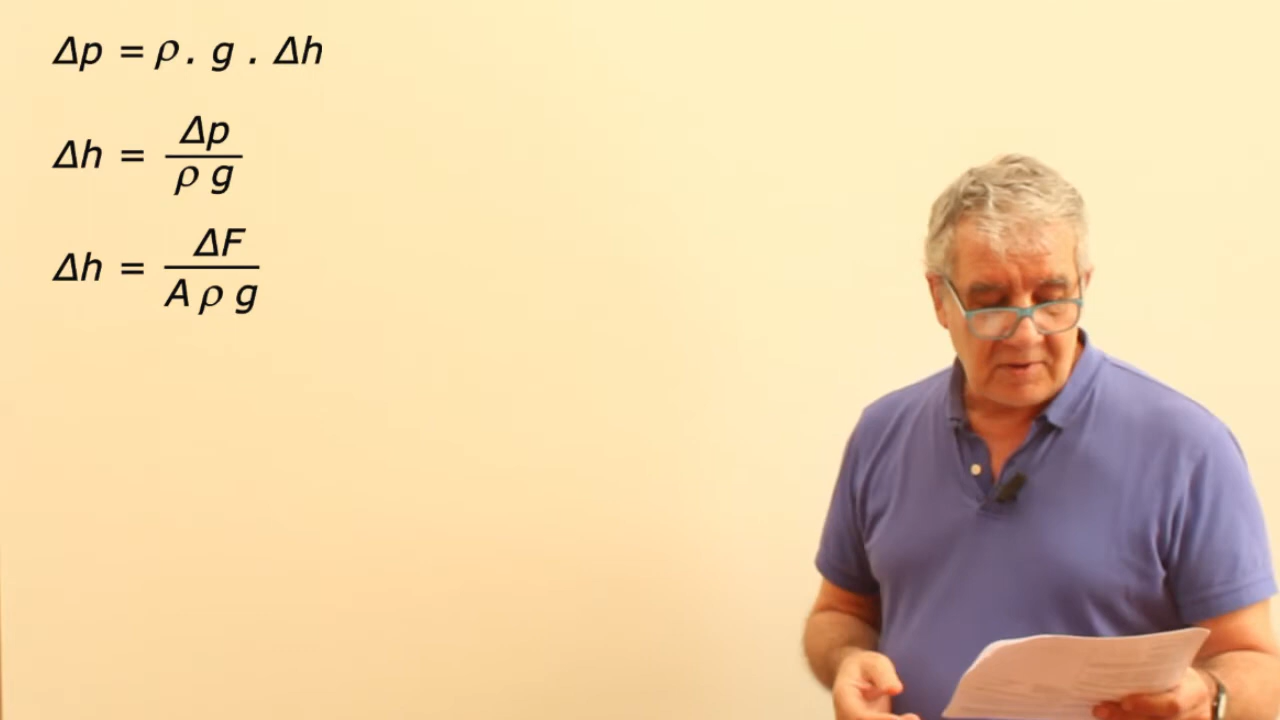 Δp = ρ . g . Δh
Δh = Δp / ρ g
Δh = ΔF / A ρ g